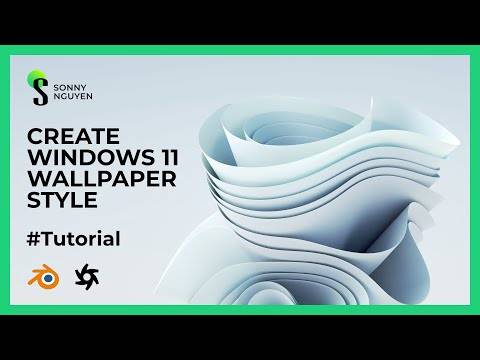 SONNY
NGUYEN
CREATE
WINDOWS 11
WALLPAPER
STYLE
#Tutorial